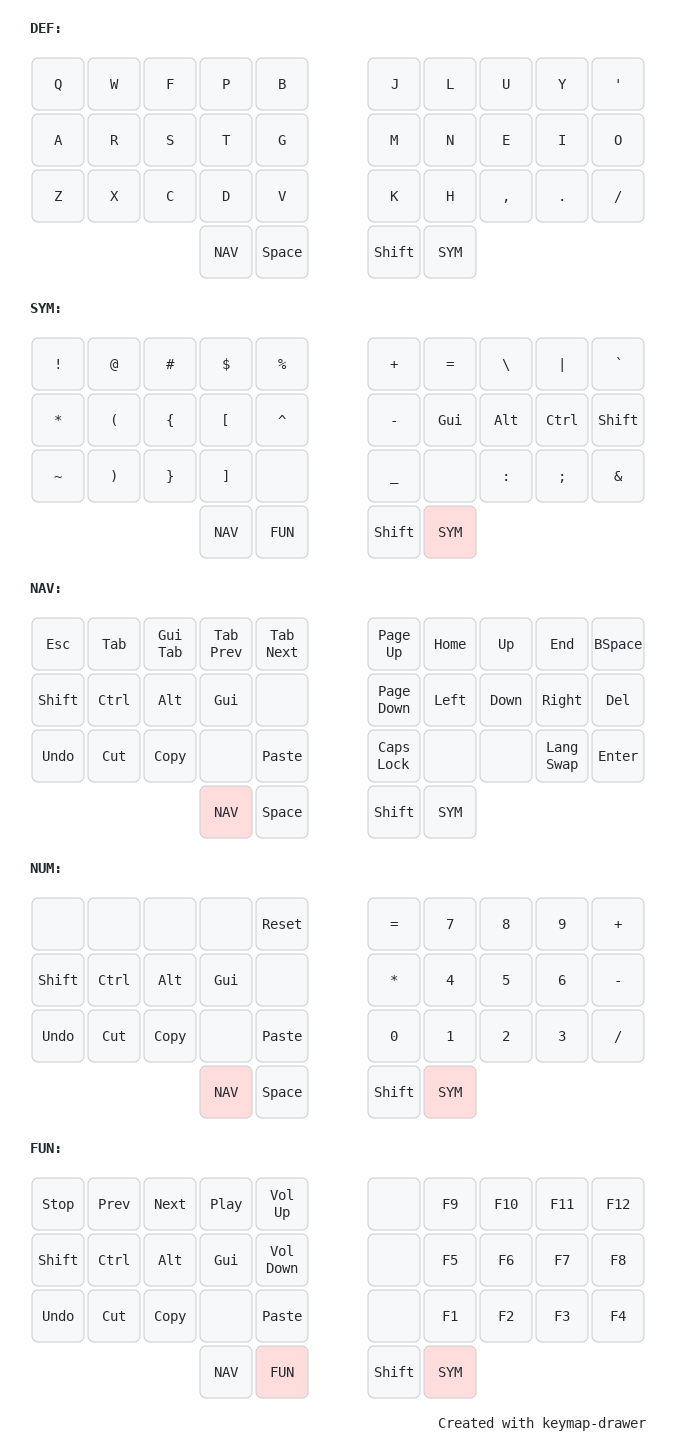 DEF:
Q W F P B J L U Y '
A R S T G M N E I O
Z X C D V K H , . /
NAV Space Shift SYM
SYM:
! @ # $ % + = \ | `
* ( { [ ^ - Gui Alt Ctrl Shift
~ ) } ] _ : ; &
NAV FUN Shift SYM
NAV:
Esc Tab Gui Tab Tab Prev Tab Next Page Up Home Up End BSpace
Shift Ctrl Alt Gui Page Down Left Down Right Del
Undo Cut Copy Paste Caps Lock Lang Swap Enter
NAV Space Shift SYM
NUM:
Reset = 7 8 9 +
Shift Ctrl Alt Gui * 4 5 6 -
Undo Cut Copy Paste 0 1 2 3 /
NAV Space Shift SYM
FUN:
Stop Prev Next Play Vol Up F9 F10 F11 F12
Shift Ctrl Alt Gui Vol Down F5 F6 F7 F8
Undo Cut Copy Paste F1 F2 F3 F4
NAV FUN Shift SYM
Created with keymap-drawer